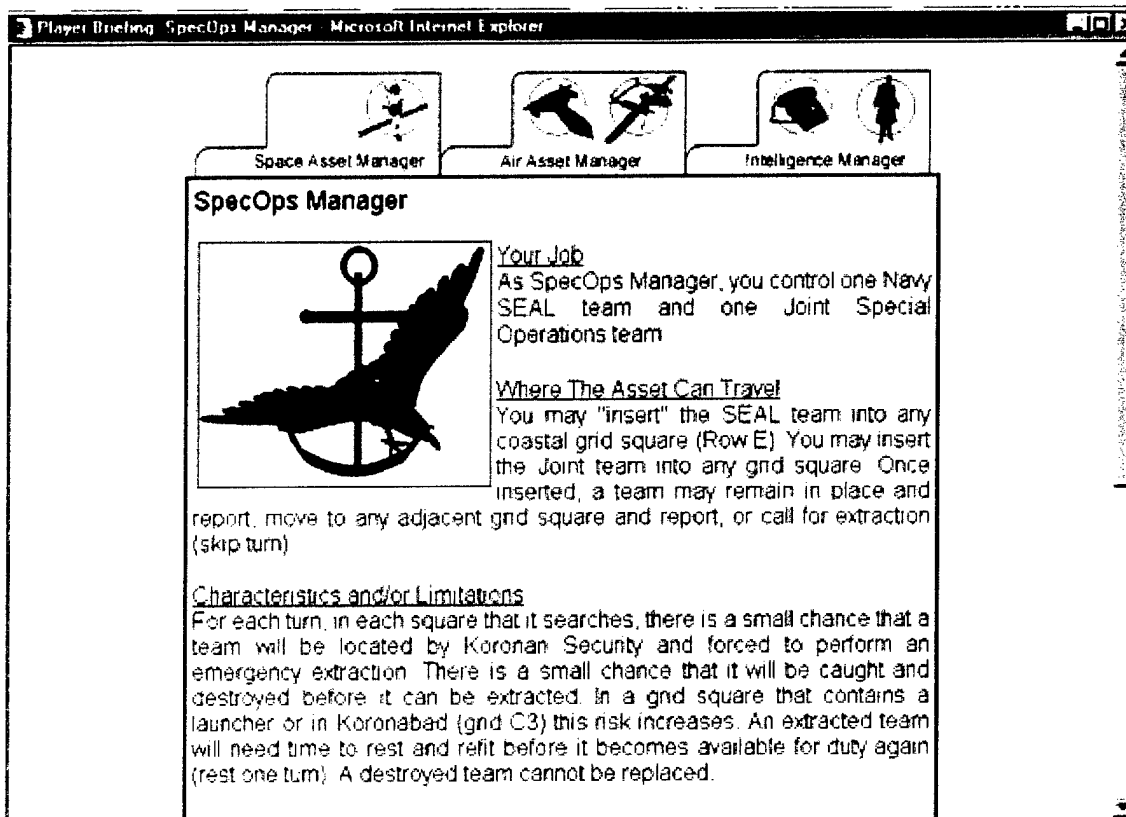 Player Briefing: SpecOps Manager - Microsoft Internet Explorer
Space Asset Manager
Air Asset Manager
Intelligence Manager
SpecOps Manager
Your Job
As SpecOps Manager, you control one Navy
SEAL team and one Joint Special
Operations team
Where The Asset Can Travel
You may "insert" the SEAL team into any
coastal grid square (Row E). You may insert
the Joint team into any grid square. Once
inserted, a team may remain in place and
report, move to any adjacent grid square and report, or call for extraction
(skip turn)
Characteristics and/or Limitations
For each turn, in each square that it searches, there is a small chance that a
team will be located by Koronan Security and forced to perform an
emergency extraction. There is a small chance that it will be caught and
destroyed before it can be extracted. In a grid square that contains a
launcher or in Koronabad (grid C3) this risk increases. An extracted team
will need time to rest and refit before it becomes available for duty again
(rest one turn). A destroyed team cannot be replaced.